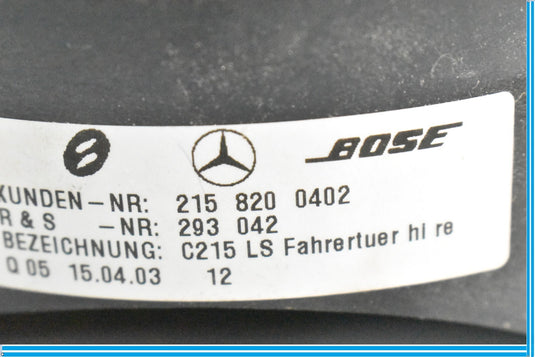 BOSE
KUNDEN-NR: 215 820 0402
R & S -NR: 293 042
BEZEICHNUNG: C215 LS Fahrertuer hi re
Q 05 15.04.03 12